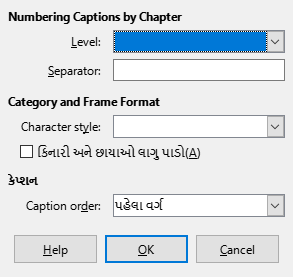 Numbering Captions by Chapter
Level:
Separator:
Category and Frame Format
Character style:
કિનારી અને છાયાઓ લાગુ પાડો(A)
કેપ્શન
Caption order: પહેલા વર્ગ
Help OK Cancel